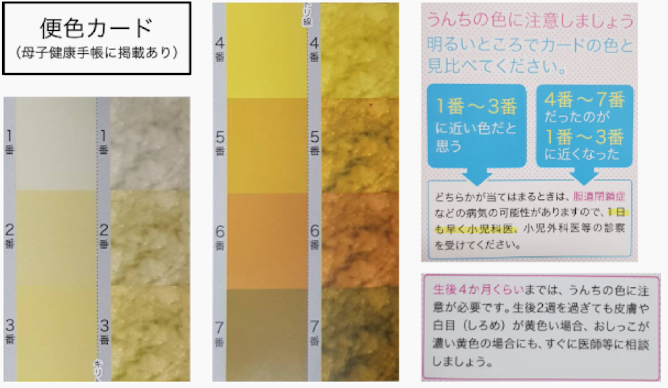 便色カード
（母子健康手帳に掲載あり）
1番
1番
2番
2番
3番
3番
キリ
トリ線
4番
4番
5番
5番
6番
6番
7番
7番
うんちの色に注意しましょう
明るいところでカードの色と
見比べてください。
1番～3番
に近い色だと
思う
4番～7番
だったのが
1番～3番
に近くなった
どちらかが当てはまるときは、胆道閉鎖症
などの病気の可能性がありますので、1日
も早く小児科医、小児外科医等の診察
を受けてください。
生後4か月くらいまでは、うんちの色に注
意が必要です。生後2週を過ぎても皮膚や
白目（しろめ）が黄色い場合、おしっこが
濃い黄色の場合にも、すぐに医師等に相談
しましょう。